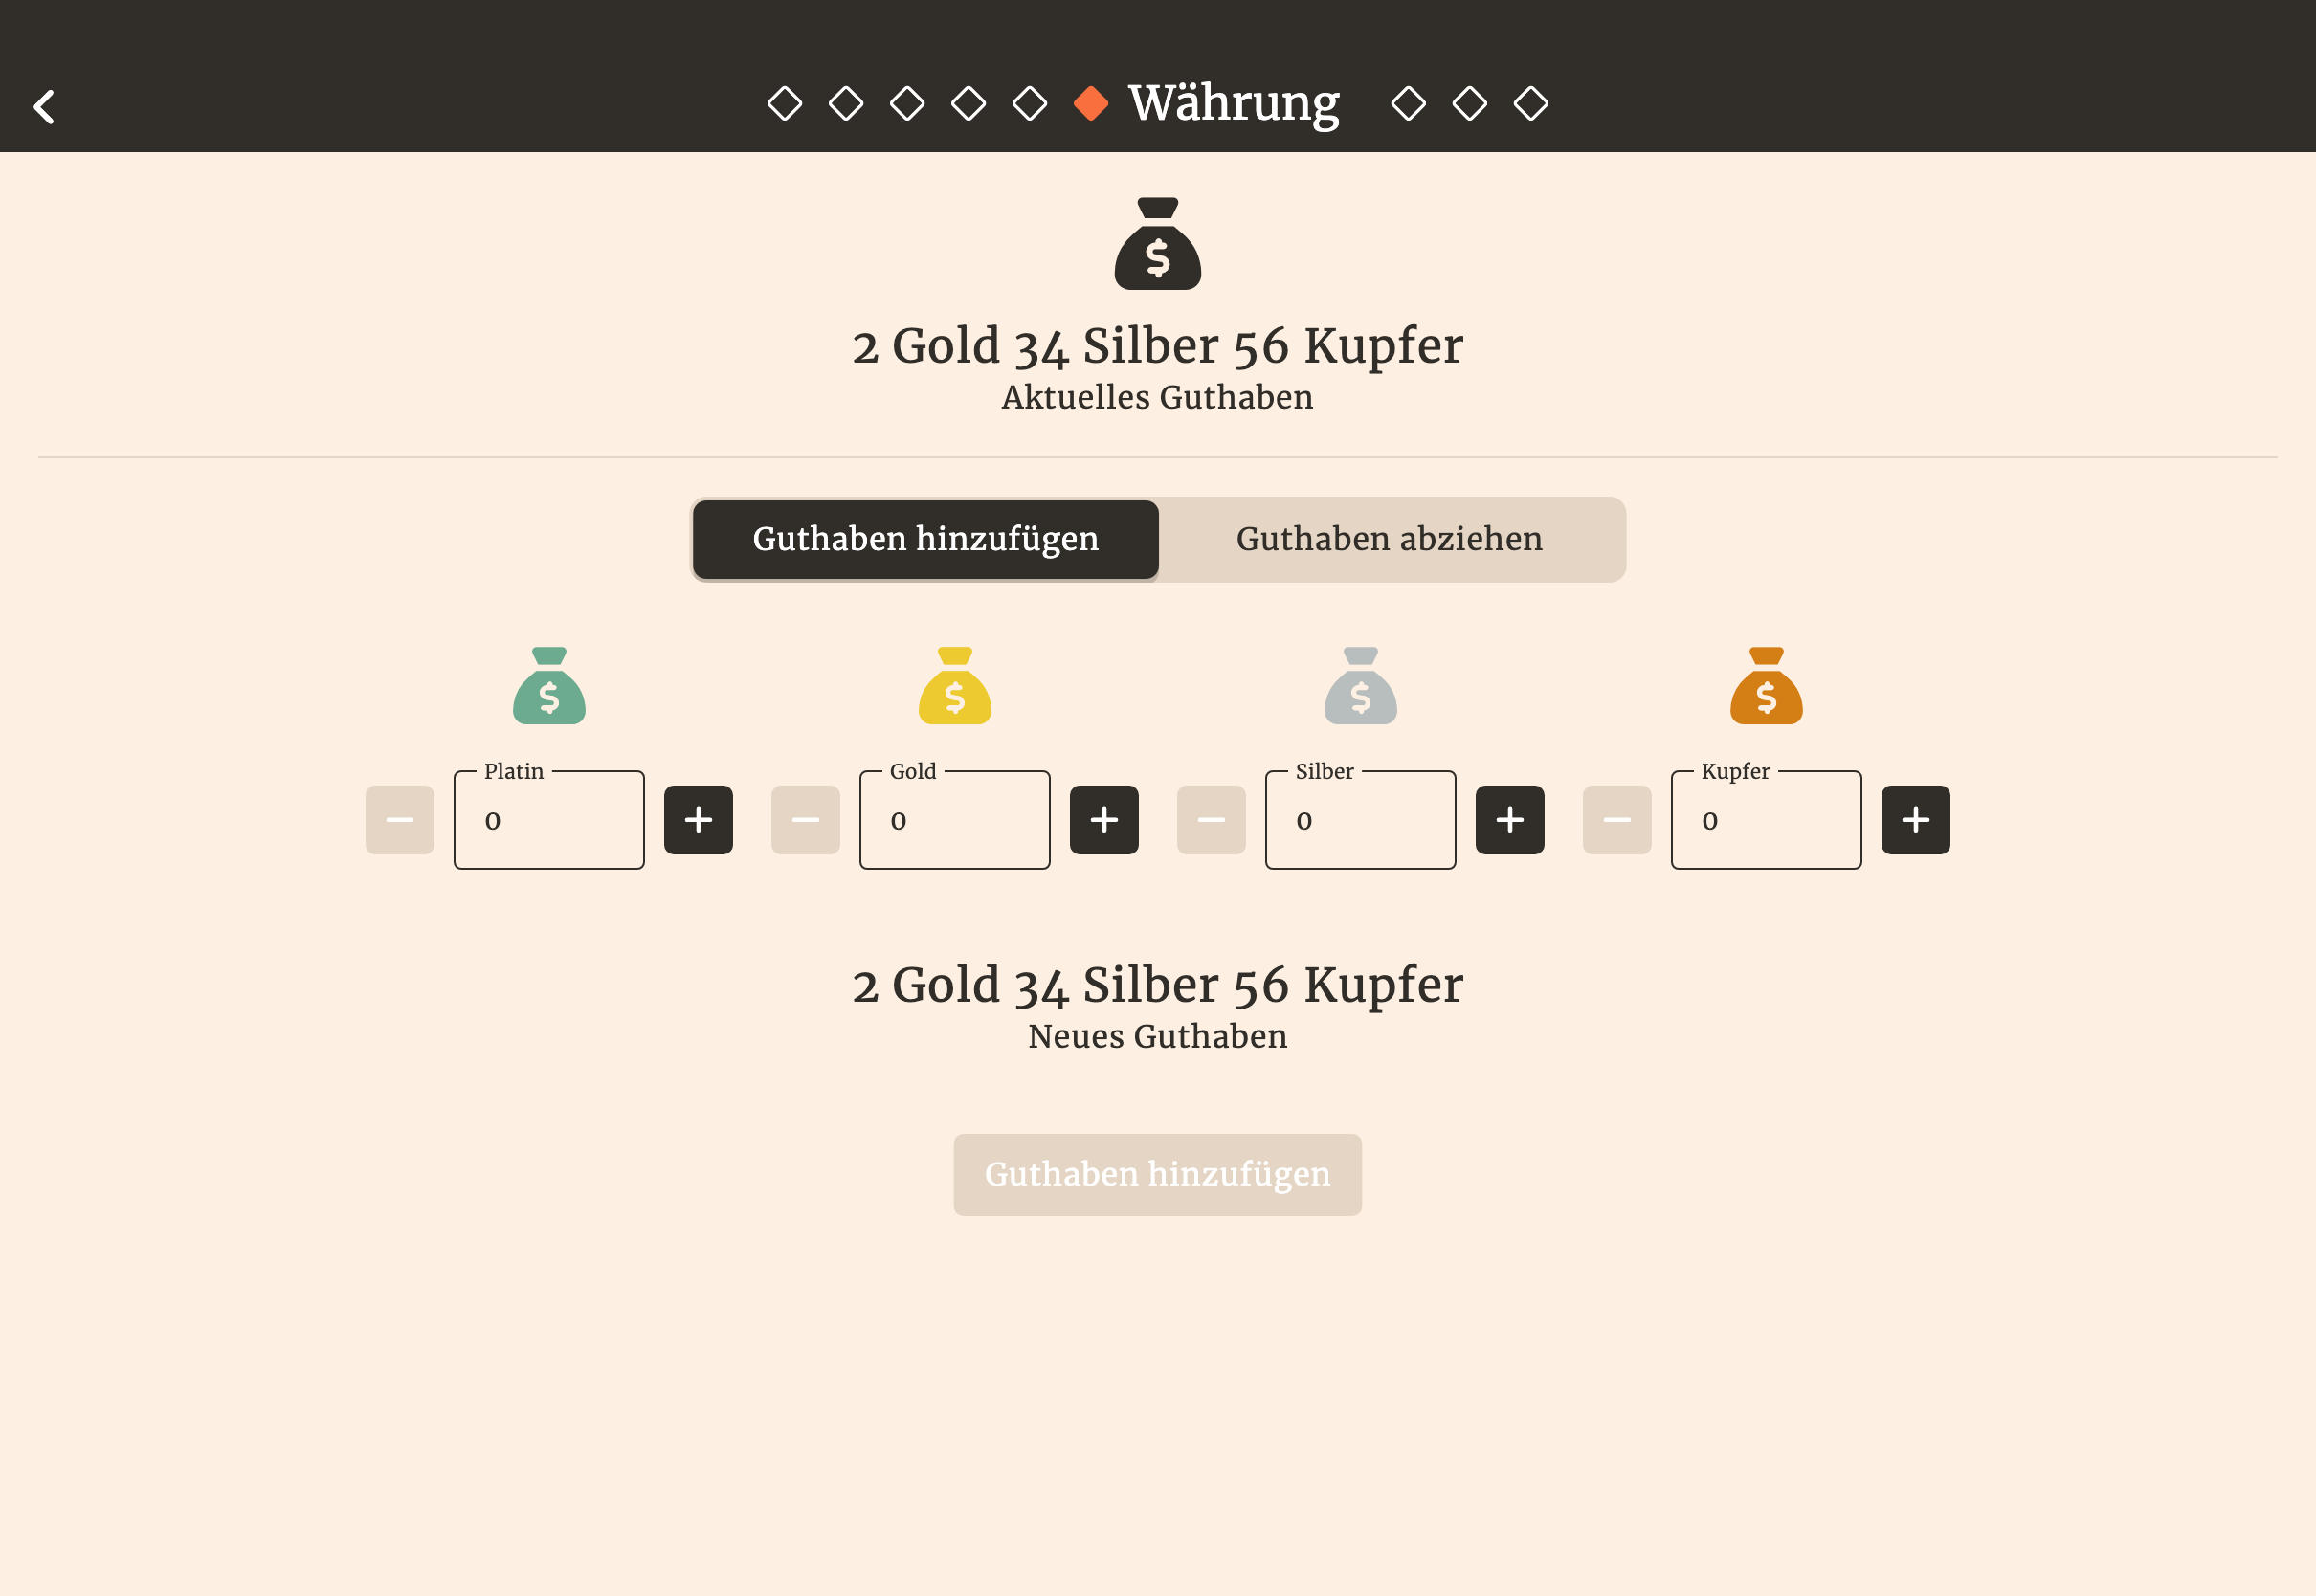 Währung
2 Gold 34 Silber 56 Kupfer
Aktuelles Guthaben
Guthaben hinzufügen
Guthaben abziehen
$
$
$
$
$
Platin
0
Gold
0
Silber
0
Kupfer
0
2 Gold 34 Silber 56 Kupfer
Neues Guthaben
Guthaben hinzufügen